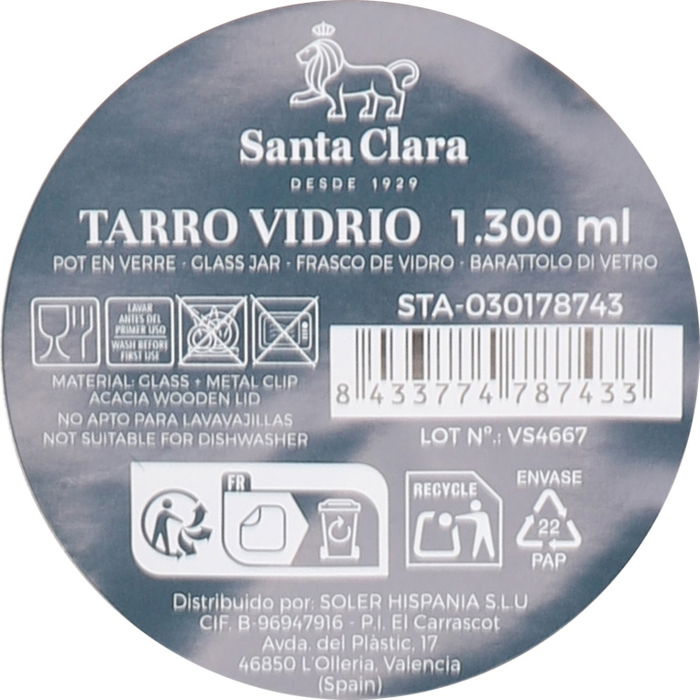 Santa Clara
DESDE 1929
TARRO VIDRIO 1.300 ml
POT EN VERRE - GLASS JAR - FRASCO DE VIDRO - BARATTOLO DI VETRO
STA-030178743
LAVAR
ANTES DEL
PRIMER USO
WASH BEFORE
FIRST USE
8 433774 787433
MATERIAL: GLASS + METAL CLIP
ACACIA WOODEN LID
NO APTO PARA LAVAVAJILLAS
NOT SUITABLE FOR DISHWASHER
LOT Nº.: VS4667
FR
RECYCLE
ENVASE
22
PAP
Distribuido por: SOLER HISPANIA S.L.U
CIF. B-96947916 - P.I. El Carrascot
Avda. del Plàstic, 17
46850 L'Olleria, Valencia
(Spain)